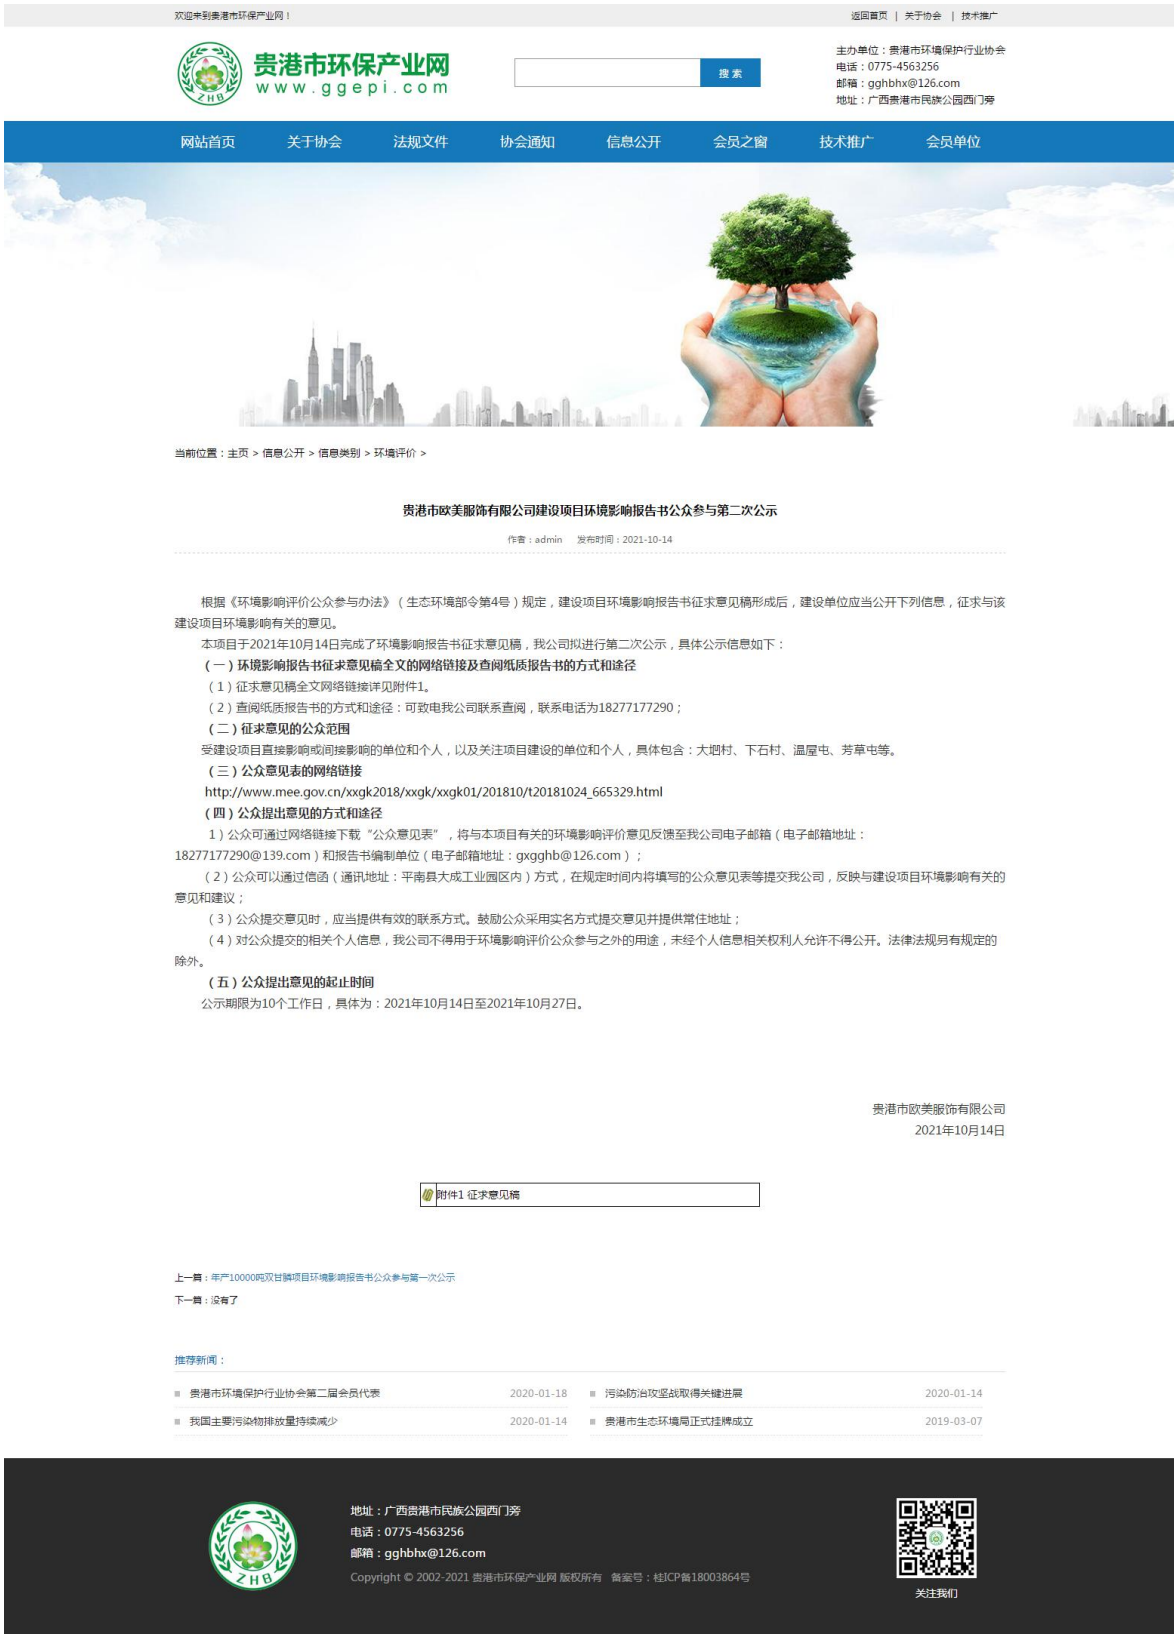 欢迎来到贵港市环保产业网！
返回首页 | 关于协会 | 技术推广
贵港市环保产业网
www.ggepi.com
ZHB
搜 索
主办单位：贵港市环境保护行业协会
电话：0775-4563256
邮箱：gghbhx@126.com
地址：广西贵港市民族公园西门旁
网站首页 关于协会 法规文件 协会通知 信息公开 会员之窗 技术推广 会员单位
当前位置：主页 > 信息公开 > 信息类别 > 环境评价 >
贵港市欧美服饰有限公司建设项目环境影响报告书公众参与第二次公示
作者：admin 发布时间：2021-10-14
根据《环境影响评价公众参与办法》（生态环境部令第4号）规定，建设项目环境影响报告书征求意见稿形成后，建设单位应当公开下列信息，征求与该
建设项目环境影响有关的意见。
本项目于2021年10月14日完成了环境影响报告书征求意见稿，我公司拟进行第二次公示，具体公示信息如下：
（一）环境影响报告书征求意见稿全文的网络链接及查阅纸质报告书的方式和途径
（1）征求意见稿全文网络链接详见附件1。
（2）查阅纸质报告书的方式和途径：可致电我公司联系查阅，联系电话为18277177290；
（二）征求意见的公众范围
受建设项目直接影响或间接影响的单位和个人，以及关注项目建设的单位和个人，具体包含：大垌村、下石村、温屋屯、芳草屯等。
（三）公众意见表的网络链接
http://www.mee.gov.cn/xxgk2018/xxgk/xxgk01/201810/t20181024_665329.html
（四）公众提出意见的方式和途径
1）公众可通过网络链接下载“公众意见表”，将与本项目有关的环境影响评价意见反馈至我公司电子邮箱（电子邮箱地址：
18277177290@139.com）和报告书编制单位（电子邮箱地址：gxgghb@126.com）；
（2）公众可以通过信函（通讯地址：平南县大成工业园区内）方式，在规定时间内将填写的公众意见表等提交我公司，反映与建设项目环境影响有关的
意见和建议；
（3）公众提交意见时，应当提供有效的联系方式。鼓励公众采用实名方式提交意见并提供常住地址；
（4）对公众提交的相关个人信息，我公司不得用于环境影响评价公众参与之外的用途，未经个人信息相关权利人允许不得公开。法律法规另有规定的
除外。
（五）公众提出意见的起止时间
公示期限为10个工作日，具体为：2021年10月14日至2021年10月27日。
贵港市欧美服饰有限公司
2021年10月14日
附件1 征求意见稿
上一篇：年产10000吨双甘膦项目环境影响报告书公众参与第一次公示
下一篇：没有了
推荐新闻：
贵港市环境保护行业协会第二届会员代表 2020-01-18
污染防治攻坚战取得关键进展 2020-01-14
我国主要污染物排放量持续减少 2020-01-14
贵港市生态环境局正式挂牌成立 2019-03-07
ZHB
地址：广西贵港市民族公园西门旁
电话：0775-4563256
邮箱：gghbhx@126.com
Copyright © 2002-2021 贵港市环保产业网 版权所有 备案号：桂ICP备18003864号
关注我们